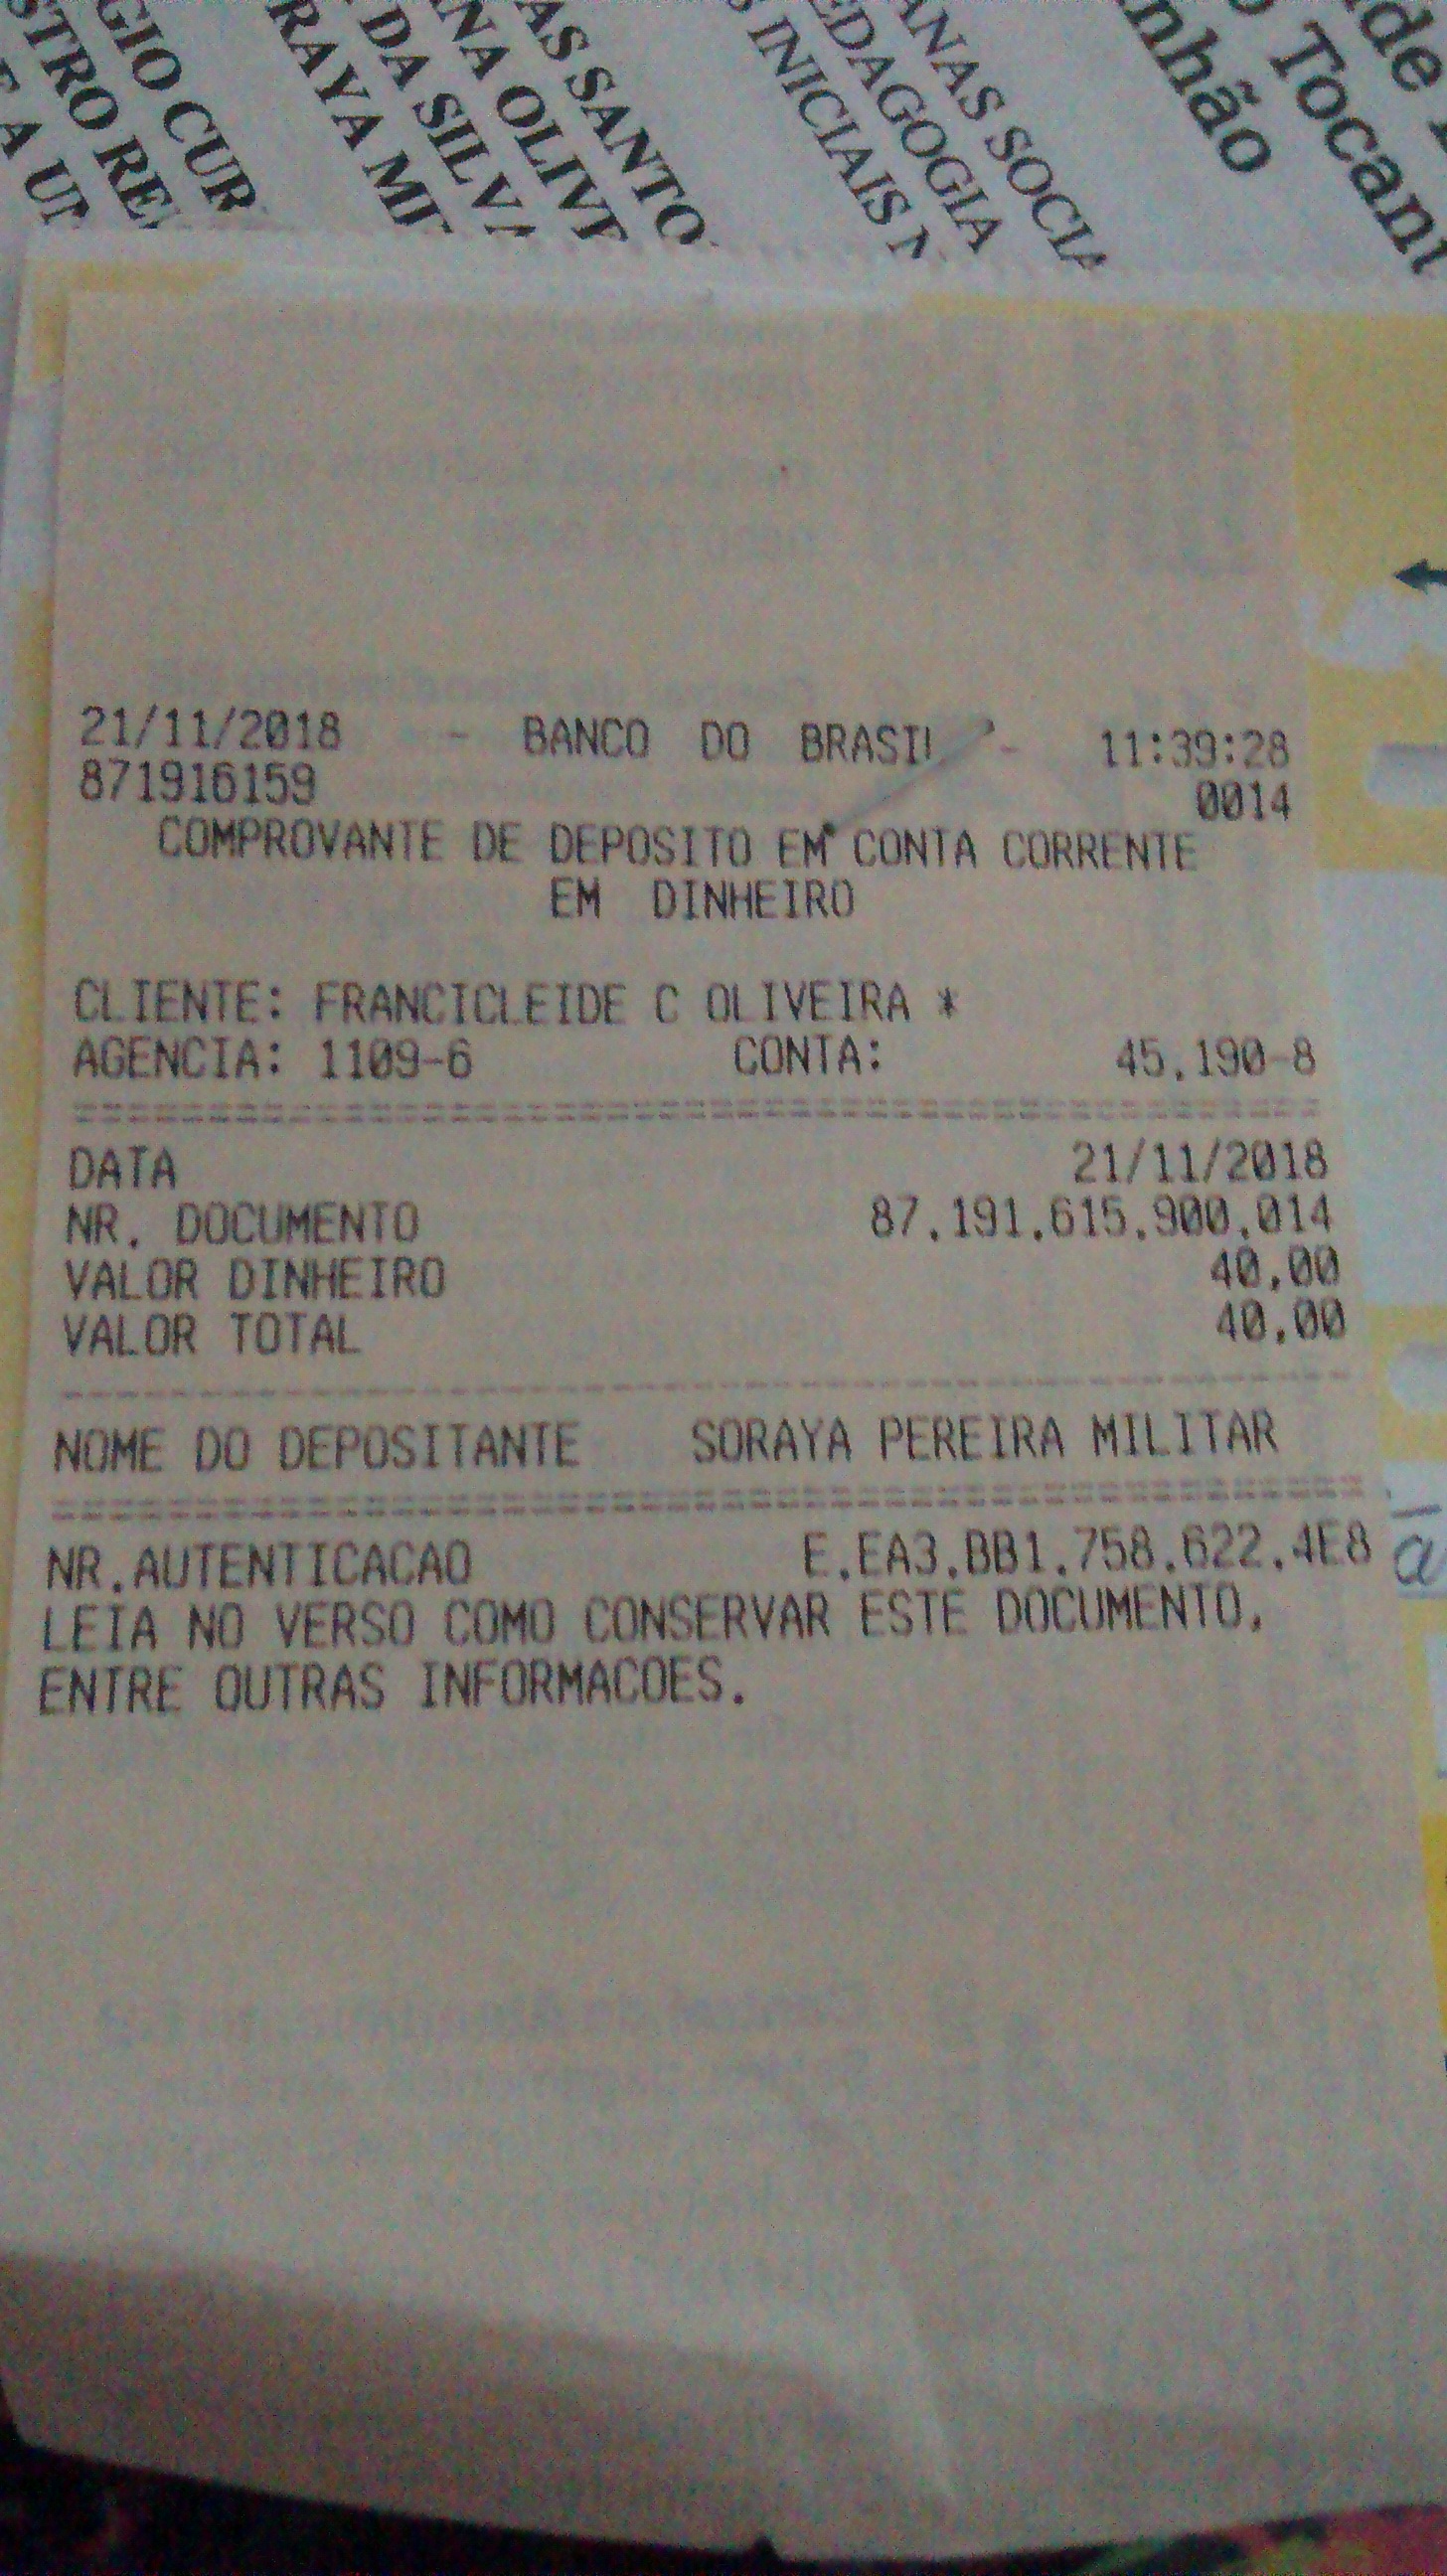 GIO CUR
STRO RE
E A UN
RAYA MI
DA SILVA
NA OLIVE
AS SANTO
S INICIAIS
EDAGOGIA
ANAS SOCIA
nhão
o Tocant
de
21/11/2018 - BANCO DO BRASIL - 11:39:28
871916159 0014
COMPROVANTE DE DEPOSITO EM CONTA CORRENTE
EM DINHEIRO
CLIENTE: FRANCICLEIDE C OLIVEIRA *
AGENCIA: 1109-6 CONTA: 45.190-8
DATA 21/11/2018
NR. DOCUMENTO 87.191.615.900.014
VALOR DINHEIRO 40,00
VALOR TOTAL 40,00
NOME DO DEPOSITANTE SORAYA PEREIRA MILITAR
NR.AUTENTICACAO E.EA3.BB1.758.622.4E8
LEIA NO VERSO COMO CONSERVAR ESTE DOCUMENTO,
ENTRE OUTRAS INFORMACOES.
a